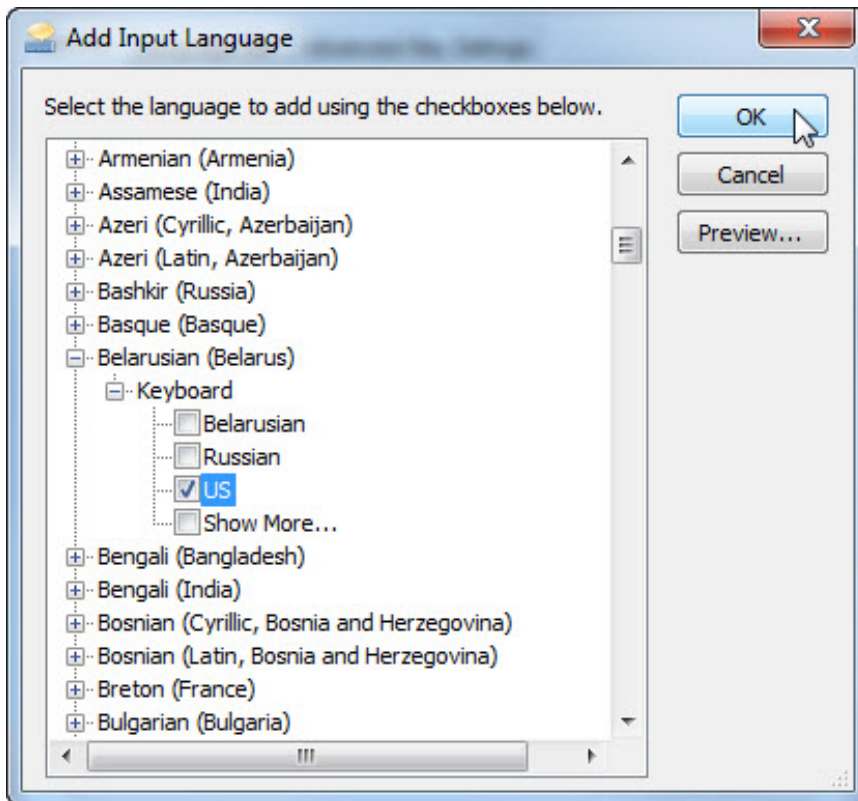 Add Input Language
Select the language to add using the checkboxes below.
OK
Cancel
Preview...
Armenian (Armenia)
Assamese (India)
Azeri (Cyrillic, Azerbaijan)
Azeri (Latin, Azerbaijan)
Bashkir (Russia)
Basque (Basque)
Belarusian (Belarus)
Keyboard
Belarusian
Russian
US
Show More...
Bengali (Bangladesh)
Bengali (India)
Bosnian (Cyrillic, Bosnia and Herzegovina)
Bosnian (Latin, Bosnia and Herzegovina)
Breton (France)
Bulgarian (Bulgaria)